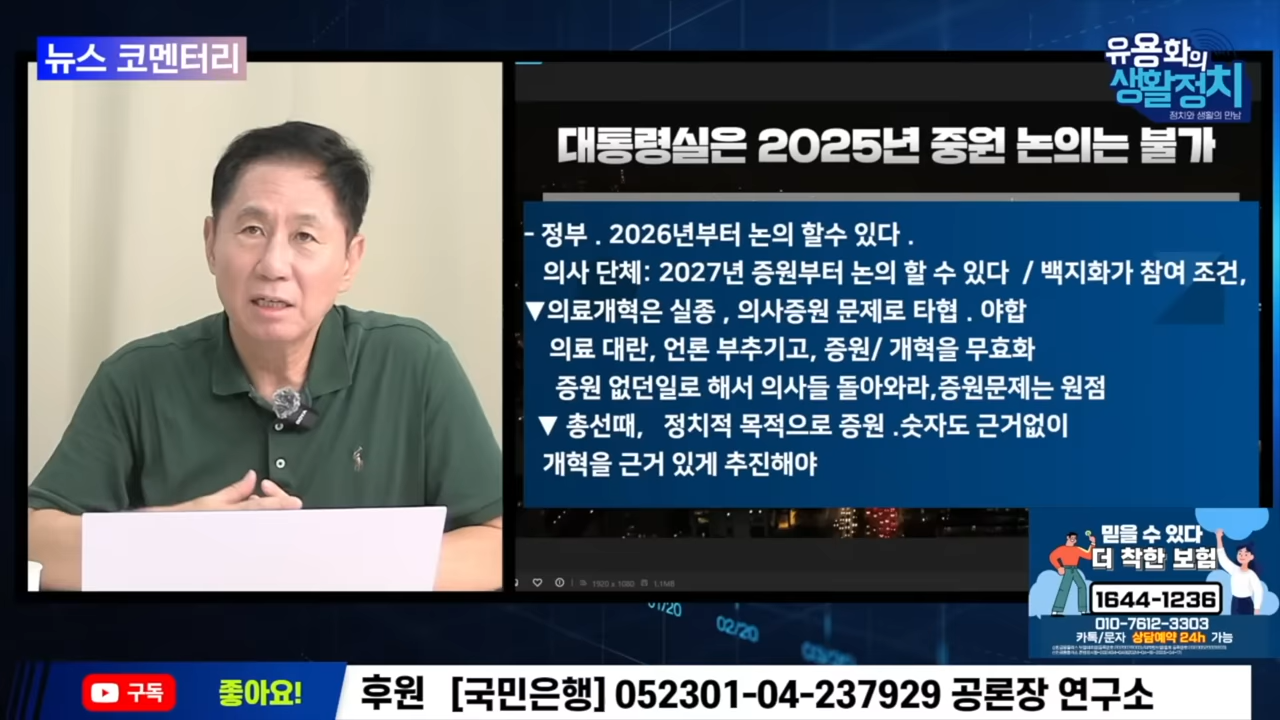 뉴스 코멘터리
유용화의
생활정치
정치와 생활의 만남
대통령실은 2025년 중원 논의는 불가
- 정부 . 2026년부터 논의 할수 있다 .
의사 단체: 2027년 증원부터 논의 할 수 있다 / 백지화가 참여 조건,
▼의료개혁은 실종 , 의사증원 문제로 타협 . 야합
의료 대란, 언론 부추기고, 증원/ 개혁을 무효화
증원 없던일로 해서 의사들 돌아와라,증원문제는 원점
▼ 총선때, 정치적 목적으로 증원 .숫자도 근거없이
개혁을 근거 있게 추진해야
1920 x 1080 1.1MB
01/20
02/20
믿을 수 있다
더 착한 보험
1644-1236
010-7612-3303
카톡/문자 상담예약 24h 가능
구독 좋아요!
후원 [국민은행] 052301-04-237929 공론장 연구소